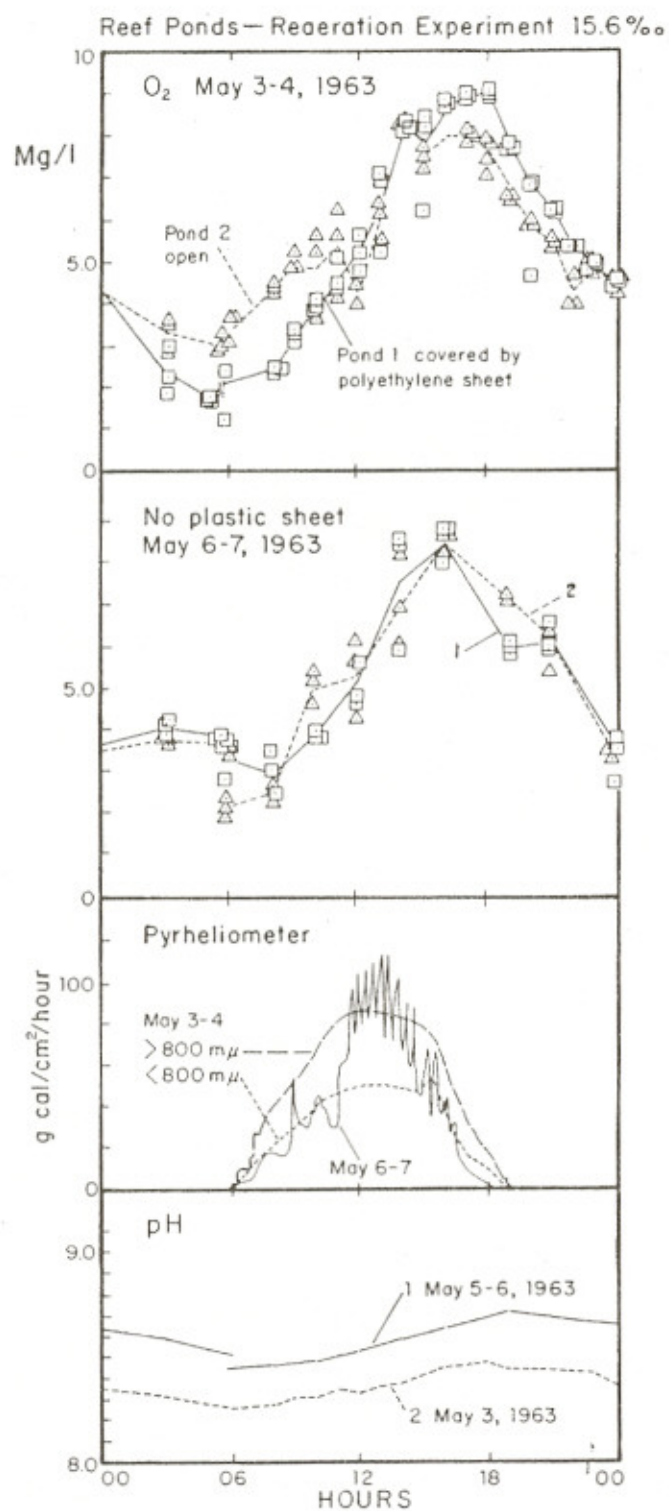 Reef Ponds—Reaeration Experiment 15.6‰
O₂ May 3-4, 1963
10
Mg/l
Pond 2
open
5.0
Pond 1 covered by
polyethylene sheet
0
No plastic sheet
May 6-7, 1963
2
1
5.0
0
Pyrheliometer
100
May 3-4
>800 mμ
<800 mμ
g cal/cm²/hour
May 6-7
0
pH
9.0
1 May 5-6, 1963
2 May 3, 1963
8.0
00 06 12 18 00
HOURS